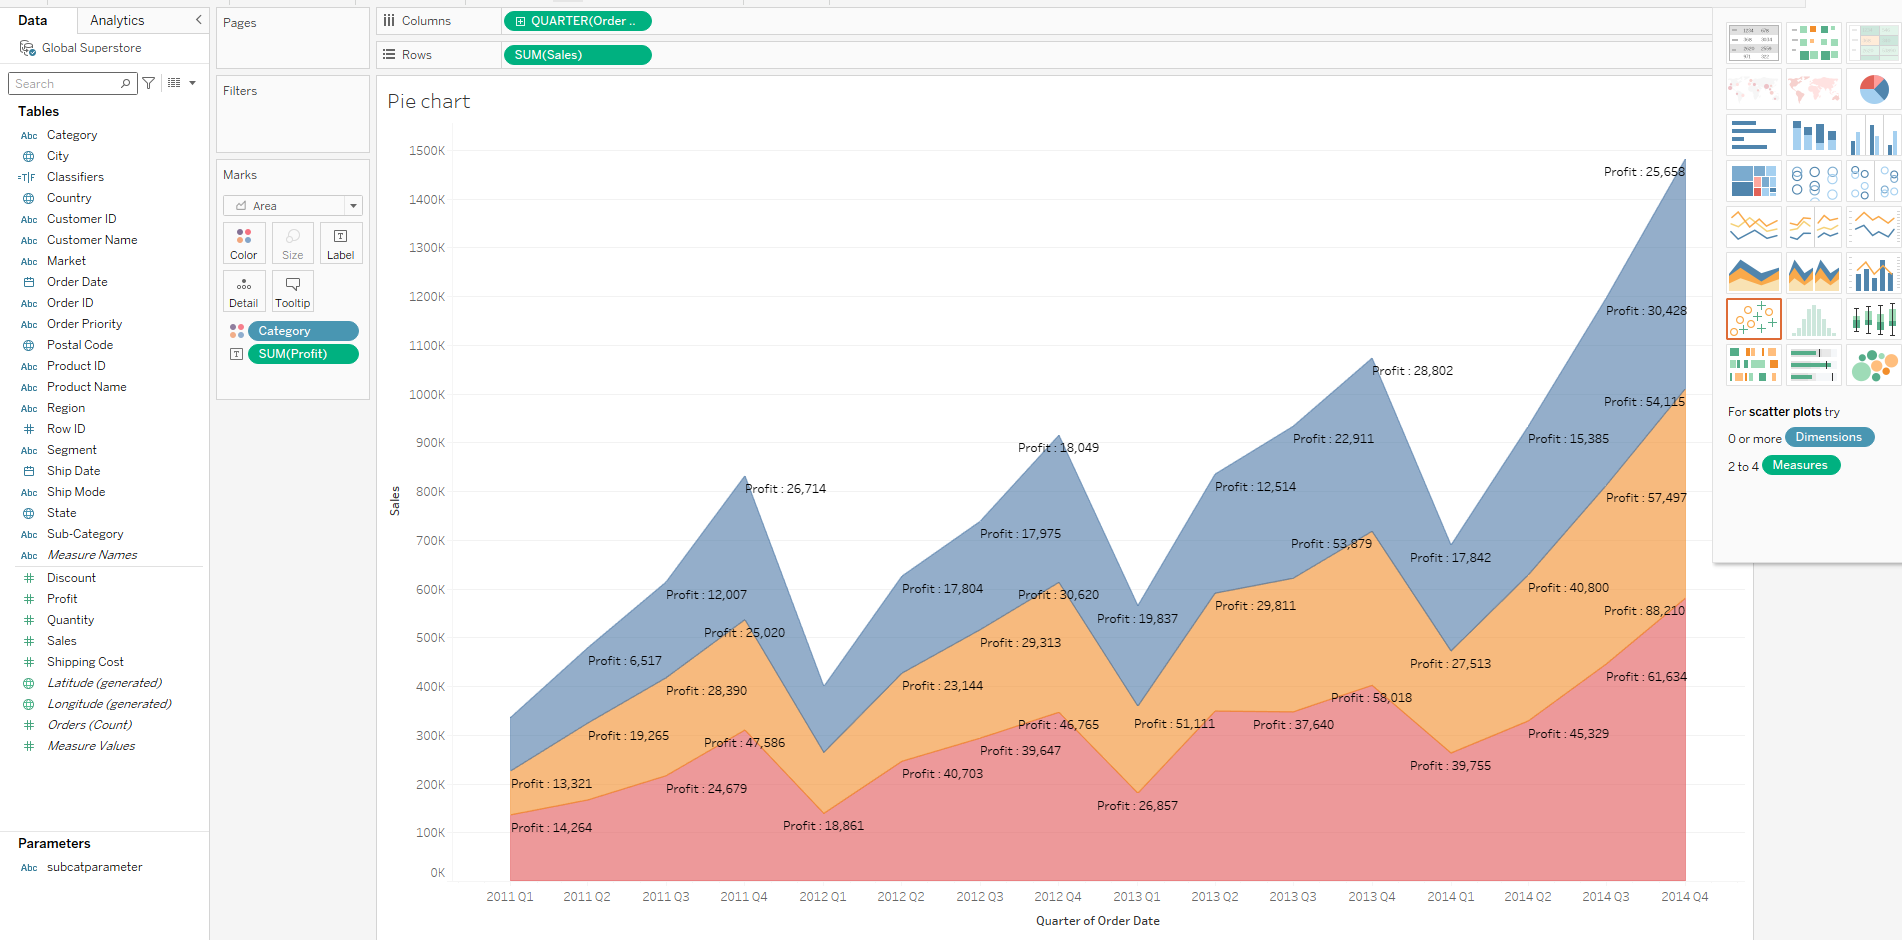 Data
Analytics
Global Superstore
Search
Tables
Abc Category
City
=T|F Classifiers
Country
Abc Customer ID
Abc Customer Name
Abc Market
Order Date
Abc Order ID
Abc Order Priority
Postal Code
Abc Product ID
Abc Product Name
Abc Region
# Row ID
Abc Segment
Ship Date
Abc Ship Mode
State
Abc Sub-Category
Abc Measure Names
# Discount
# Profit
# Quantity
# Sales
# Shipping Cost
Latitude (generated)
Longitude (generated)
# Orders (Count)
# Measure Values
Parameters
Abc subcatparameter
Pages
Filters
Marks
Area
Color
Size
Label
Detail
Tooltip
Category
SUM(Profit)
Columns
QUARTER(Order ..
Rows
SUM(Sales)
Pie chart
1500K
1400K
1300K
1200K
1100K
1000K
900K
800K
700K
600K
500K
400K
300K
200K
100K
0K
Sales
Profit : 25,658
Profit : 30,428
Profit : 28,802
Profit : 54,115
Profit : 22,911
Profit : 15,385
Profit : 18,049
Profit : 12,514
Profit : 26,714
Profit : 57,497
Profit : 17,975
Profit : 53,879
Profit : 17,842
Profit : 17,804
Profit : 40,800
Profit : 12,007
Profit : 30,620
Profit : 29,811
Profit : 88,210
Profit : 19,837
Profit : 25,020
Profit : 29,313
Profit : 6,517
Profit : 27,513
Profit : 61,634
Profit : 23,144
Profit : 28,390
Profit : 58,018
Profit : 46,765
Profit : 51,111
Profit : 37,640
Profit : 45,329
Profit : 19,265
Profit : 47,586
Profit : 39,647
Profit : 39,755
Profit : 40,703
Profit : 13,321
Profit : 24,679
Profit : 26,857
Profit : 18,861
Profit : 14,264
2011 Q1
2011 Q2
2011 Q3
2011 Q4
2012 Q1
2012 Q2
2012 Q3
2012 Q4
2013 Q1
2013 Q2
2013 Q3
2013 Q4
2014 Q1
2014 Q2
2014 Q3
2014 Q4
Quarter of Order Date
For scatter plots try
0 or more Dimensions
2 to 4 Measures